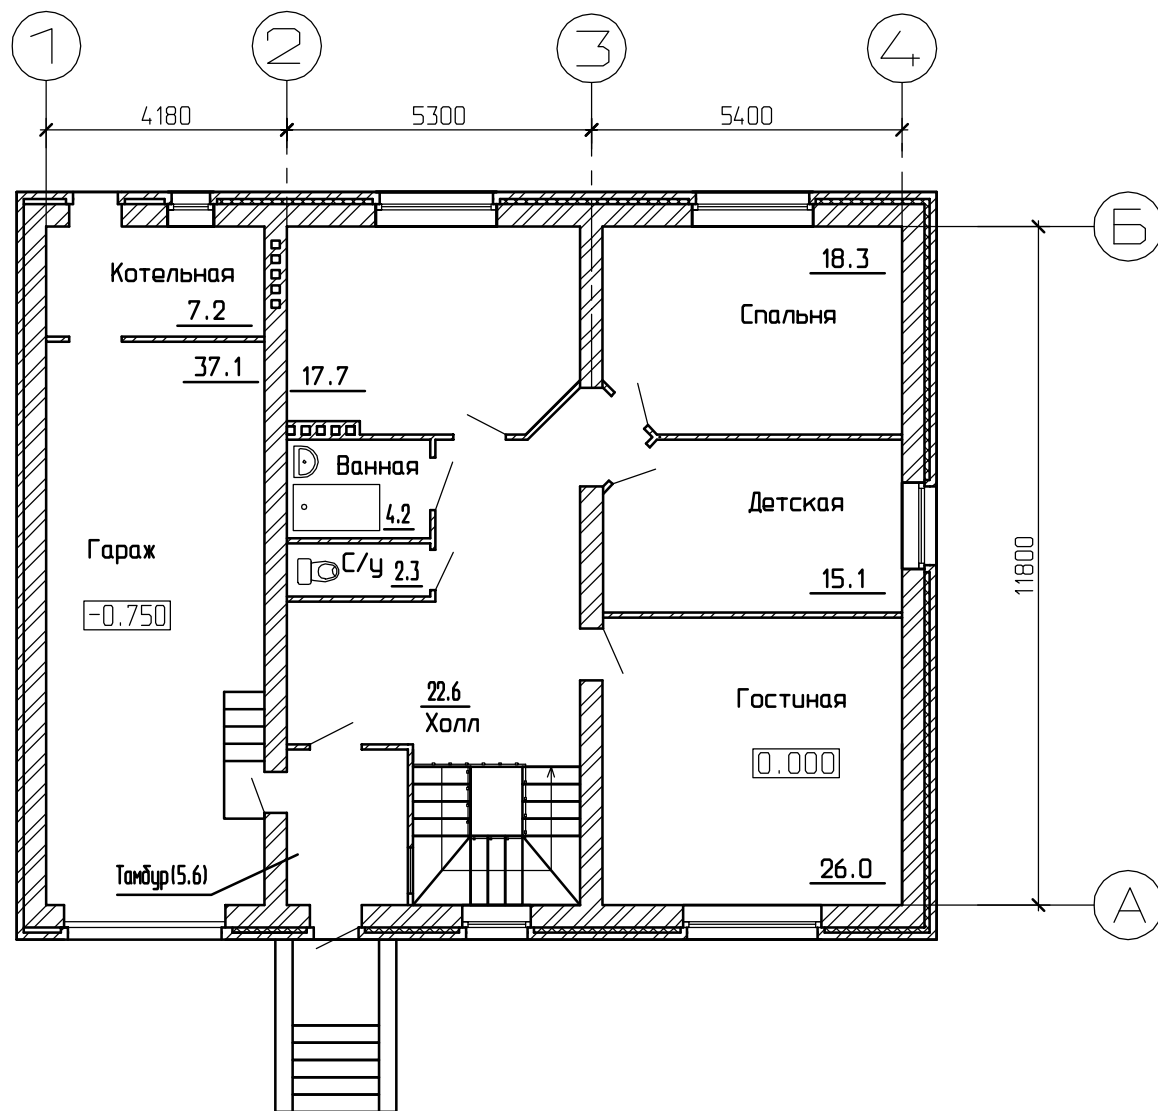 1 2 3 4
4180 5300 5400
Б
18.3
Котельная
7.2
Спальня
37.1
17.7
Ванная
4.2
Детская
Гараж
С/у 2.3
15.1
11800
-0.750
22.6
Холл
Гостиная
0.000
Тамбур(5.6)
26.0
А